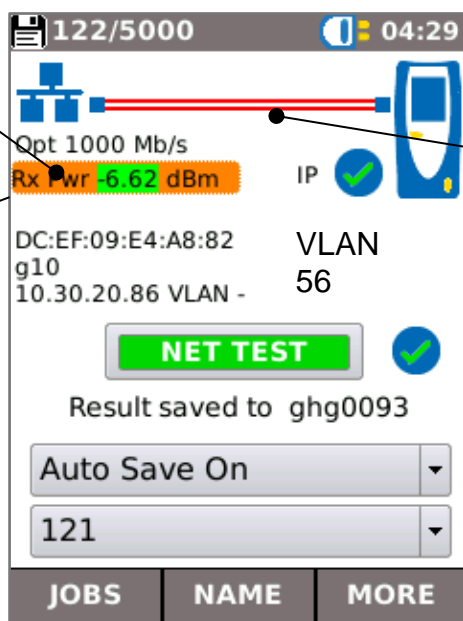 122/5000 04:29
Opt 1000 Mb/s
Rx Pwr -6.62 dBm IP
DC:EF:09:E4:A8:82 VLAN
g10 56
10.30.20.86 VLAN -
NET TEST
Result saved to ghg0093
Auto Save On
121
JOBS NAME MORE